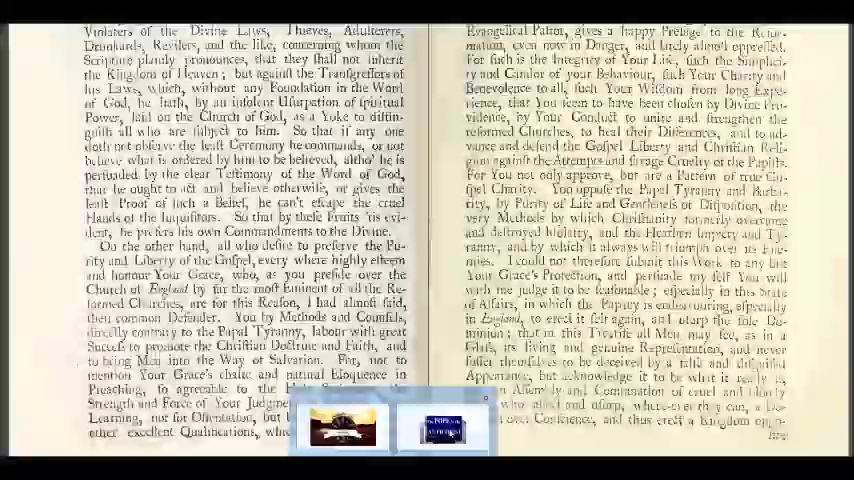 Violaters of the Divine Laws, Thieves, Adulterers,
Drunkards, Revilers, and the like, concerning whom the
Scripture plainly pronounces, that they shall not inherit
the Kingdom of Heaven; but against the Transgressors of
his Laws, which, without any Foundation in the Word
of God, he hath, by an insolent Usurpation of spiritual
Power, laid on the Church of God, as a Yoke to distin-
guish all who are subject to him. So that if any one
doth not observe the least Ceremony he commands, or not
believe what is ordered by him to be believed, altho' he is
perswaded by the clear Testimony of the Word of God,
that he ought to act and believe otherwise, or gives the
least Proof of such a Belief, he can't escape the cruel
Hands of the Inquisitors. So that by these Fruits 'tis evi-
dent, he prefers his own Commandments to the Divine.
On the other hand, all who desire to preserve the Pu-
rity and Liberty of the Gospel, every where highly esteem
and honour Your Grace, who, as you preside over the
Church of England by far the most Eminent of all the Re-
formed Churches, are for this Reason, I had almost said,
their common Defender. You by Methods and Counsels,
directly contrary to the Papal Tyranny, labour with great
Success to promote the Christian Doctrine and Faith, and
to bring Men into the Way of Salvation. For, not to
mention Your Grace's chaste and natural Eloquence in
Preaching, so agreeable to the
Strength and Force of Your Judgm
Learning, not for Ostentation, but
other excellent Qualifications, whic
Evangelical Pastor, gives a happy Presage to the Refor-
mation, even now in Danger, and lately almost oppressed.
For such is the Integrity of Your Life, such the Simplici-
ty and Candor of your Behaviour, such Your Charity and
Benevolence to all, such Your Wisdom from long Expe-
rience, that You seem to have been chosen by Divine Pro-
vidence, by Your Conduct to unite and strengthen the
reformed Churches, to heal their Differences, and to ad-
vance and defend the Gospel Liberty and Christian Reli-
gion against the Attempts and savage Cruelty of the Papists.
For You not only approve, but are a Pattern of true Go-
spel Charity. You oppose the Papal Tyranny and Barba-
rity, by Purity of Life and Gentleness of Disposition, the
very Methods by which Christianity formerly overcame
and destroyed Idolatry, and the Heathen Impiety and Ty-
ranny, and by which it always will triumph over its Ene-
mies. I could not therefore submit this Work to any but
Your Grace's Protection, and perswade my self You will
with me judge it to be seasonable; especially in this State
of Affairs, in which the Papacy is endeavouring, especially
in England, to erect it self again, and usurp the sole Do-
minion; that in this Treatise all Men may see, as in a
Glass, its living and genuine Representation, and never
suffer themselves to be deceived by a false and disguised
Appearance, but acknowledge it to be what it really is,
an Assembly and Combination of cruel and bloody
who affect and usurp, where-ever they can, a Do-
over Conscience, and thus erect a Kingdom oppo-
site
The POPE is the
ANTICHRIST